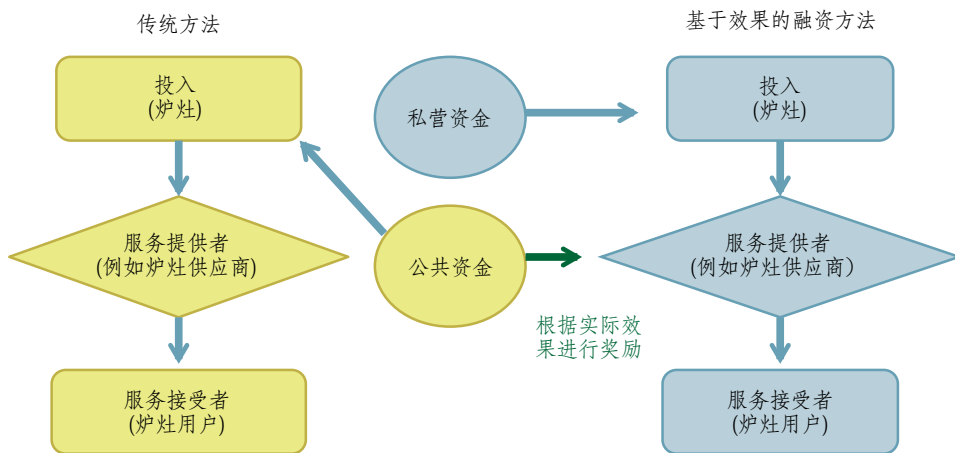 传统方法
基于效果的融资方法
投入
(炉灶)
私营资金
投入
(炉灶)
服务提供者
(例如炉灶供应商)
公共资金
服务提供者
(例如炉灶供应商）
根据实际效
果进行奖励
服务接受者
(炉灶用户)
服务接受者
(炉灶用户)